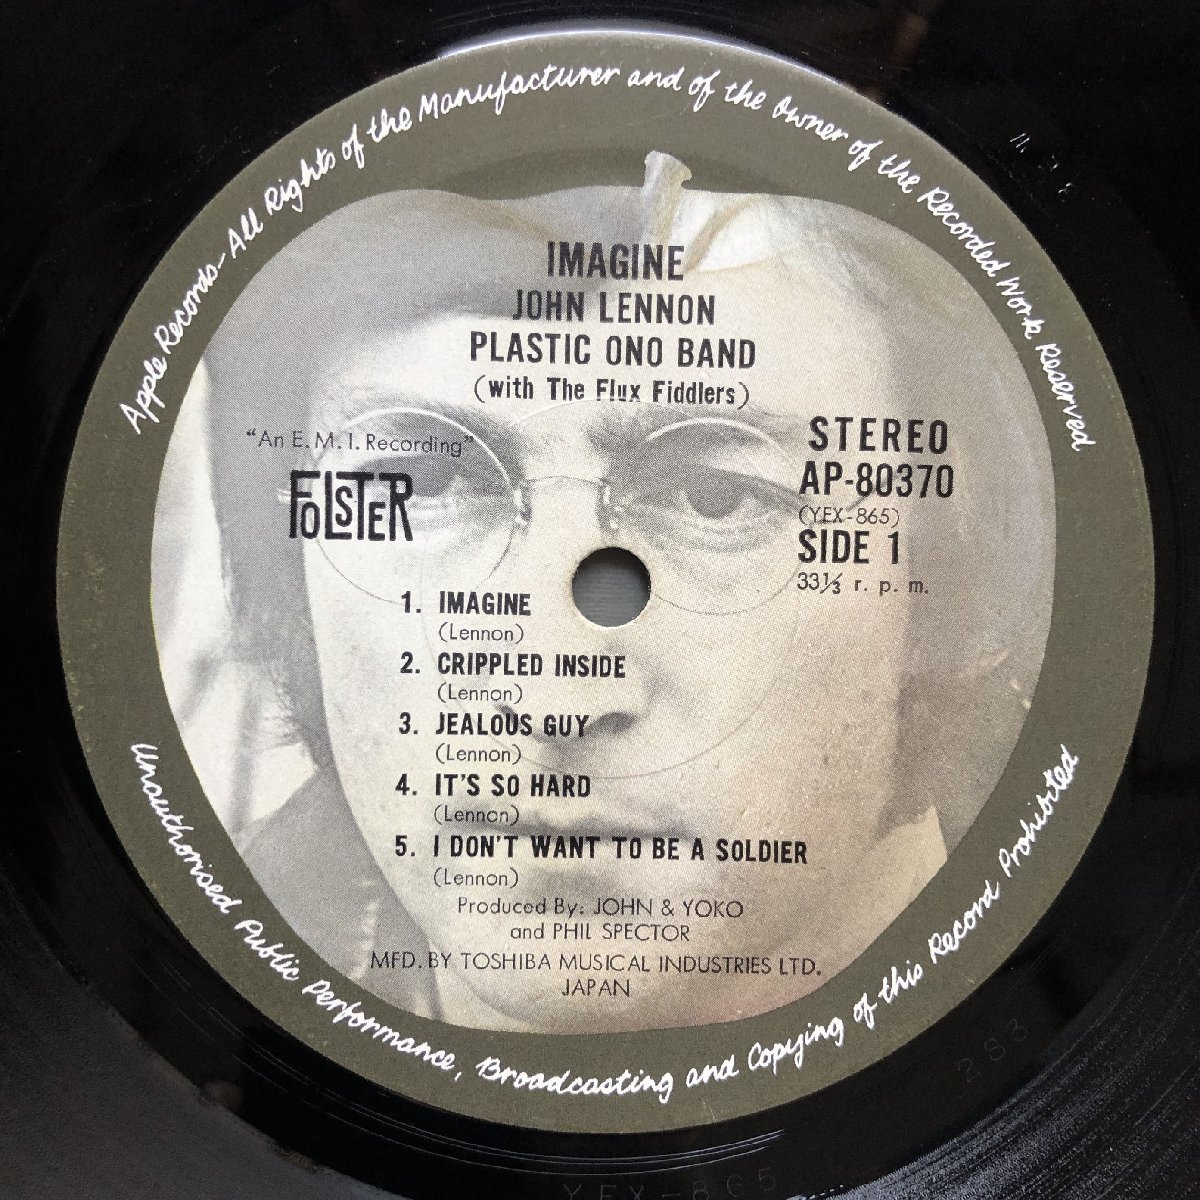 Apple Records-All Rights of the Manufacturer and of the Owner of the Recorded Work Reserved
IMAGINE
JOHN LENNON
PLASTIC ONO BAND
(with The Flux Fiddlers)
"An E.M.I. Recording"
FOLSTER
STEREO
AP-80370
(YEX-865)
SIDE 1
33⅓ r. p. m.
1. IMAGINE
(Lennon)
2. CRIPPLED INSIDE
(Lennon)
3. JEALOUS GUY
(Lennon)
4. IT'S SO HARD
(Lennon)
5. I DON'T WANT TO BE A SOLDIER
(Lennon)
Produced By: JOHN & YOKO
and PHIL SPECTOR
MFD. BY TOSHIBA MUSICAL INDUSTRIES LTD.
JAPAN
Unauthorised Public Performance, Broadcasting and Copying of this Record Prohibited